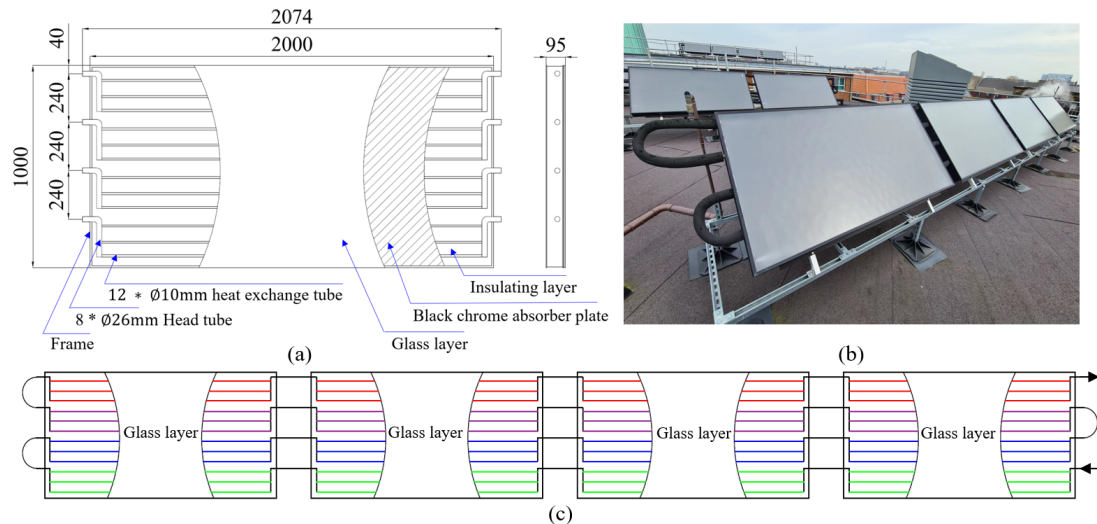 2074
2000
95
40
240
240
240
1000
12 * Ø10mm heat exchange tube
8 * Ø26mm Head tube
Frame
Insulating layer
Black chrome absorber plate
Glass layer
(a)
(b)
Glass layer
Glass layer
Glass layer
Glass layer
(c)